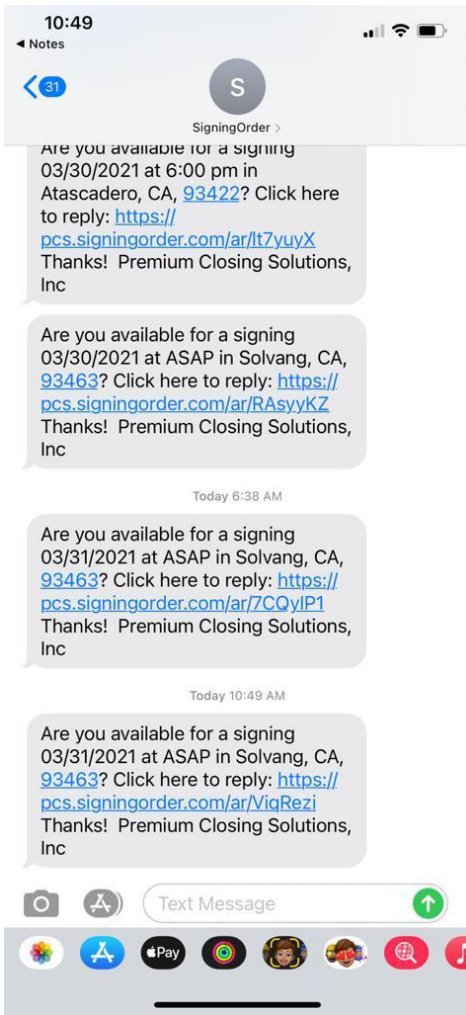 10:49
◀ Notes
31
S
SigningOrder >
Are you available for a signing
03/30/2021 at 6:00 pm in
Atascadero, CA, 93422? Click here
to reply: https://
pcs.signingorder.com/ar/lt7yuyX
Thanks!  Premium Closing Solutions,
Inc
Are you available for a signing
03/30/2021 at ASAP in Solvang, CA,
93463? Click here to reply: https://
pcs.signingorder.com/ar/RAsyyKZ
Thanks!  Premium Closing Solutions,
Inc
Today 6:38 AM
Are you available for a signing
03/31/2021 at ASAP in Solvang, CA,
93463? Click here to reply: https://
pcs.signingorder.com/ar/7CQyIP1
Thanks!  Premium Closing Solutions,
Inc
Today 10:49 AM
Are you available for a signing
03/31/2021 at ASAP in Solvang, CA,
93463? Click here to reply: https://
pcs.signingorder.com/ar/ViqRezi
Thanks!  Premium Closing Solutions,
Inc
Text Message
Pay